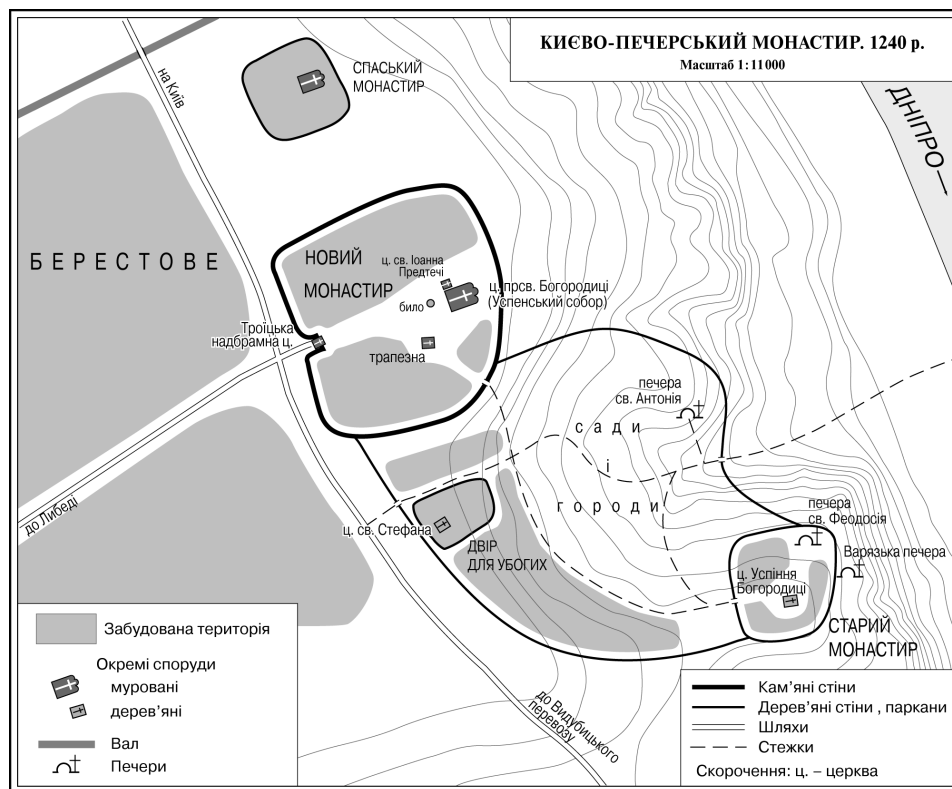 КИЄВО-ПЕЧЕРСЬКИЙ МОНАСТИР. 1240 р.
Масштаб 1:11000
ДНІПРО
на Київ
СПАСЬКИЙ
МОНАСТИР
БЕРЕСТОВЕ
НОВИЙ
МОНАСТИР
ц. св. Іоанна
Предтечі
било
ц. прсв. Богородиці
(Успенський собор)
Троїцька
надбрамна ц.
трапезна
печера
св. Антонія
сади
і
городи
до Либеді
ц. св. Стефана
ДВІР
ДЛЯ УБОГИХ
печера
св. Феодосія
Варязька печера
ц. Успіння
Богородиці
СТАРИЙ
МОНАСТИР
до Видубицького
перевозу
Забудована територія
Окремі споруди
муровані
дерев'яні
Вал
Печери
Кам'яні стіни
Дерев'яні стіни , паркани
Шляхи
Стежки
Скорочення: ц. – церква